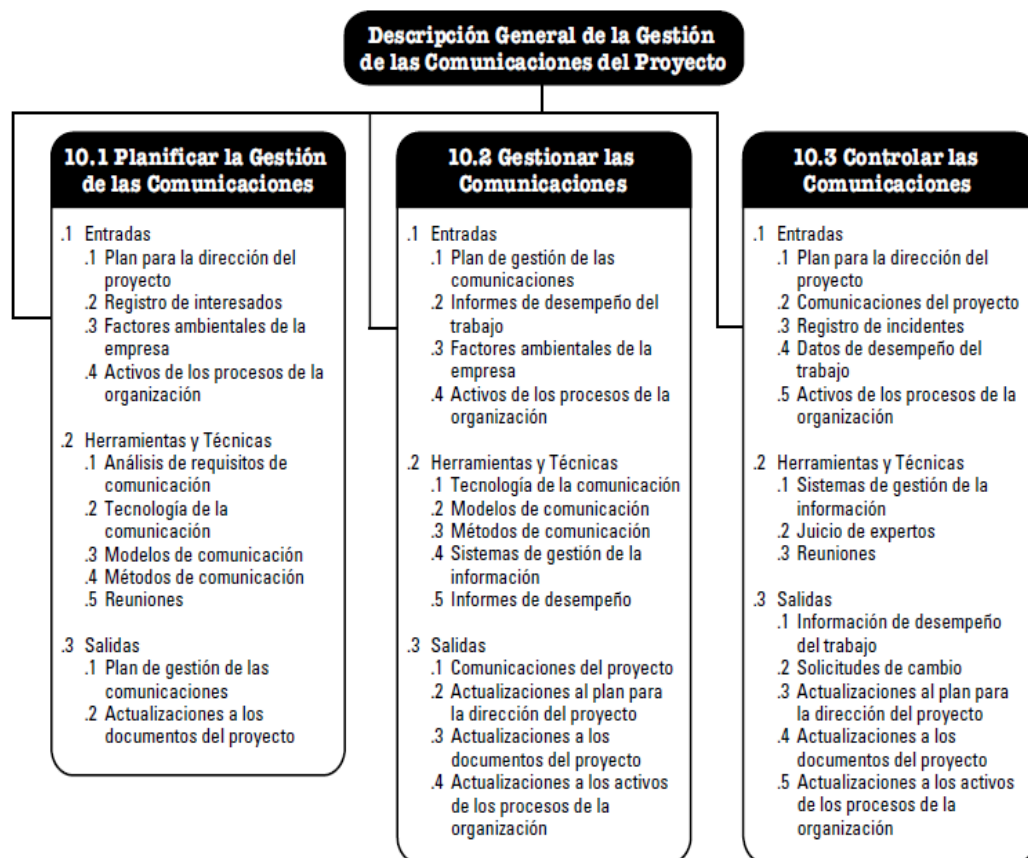 Descripción General de la Gestión
de las Comunicaciones del Proyecto
10.1 Planificar la Gestión
de las Comunicaciones
.1 Entradas
.1 Plan para la dirección del
proyecto
.2 Registro de interesados
.3 Factores ambientales de la
empresa
.4 Activos de los procesos de la
organización
.2 Herramientas y Técnicas
.1 Análisis de requisitos de
comunicación
.2 Tecnología de la
comunicación
.3 Modelos de comunicación
.4 Métodos de comunicación
.5 Reuniones
.3 Salidas
.1 Plan de gestión de las
comunicaciones
.2 Actualizaciones a los
documentos del proyecto
10.2 Gestionar las
Comunicaciones
.1 Entradas
.1 Plan de gestión de las
comunicaciones
.2 Informes de desempeño del
trabajo
.3 Factores ambientales de la
empresa
.4 Activos de los procesos de la
organización
.2 Herramientas y Técnicas
.1 Tecnología de la comunicación
.2 Modelos de comunicación
.3 Métodos de comunicación
.4 Sistemas de gestión de la
información
.5 Informes de desempeño
.3 Salidas
.1 Comunicaciones del proyecto
.2 Actualizaciones al plan para
la dirección del proyecto
.3 Actualizaciones a los
documentos del proyecto
.4 Actualizaciones a los activos
de los procesos de la
organización
10.3 Controlar las
Comunicaciones
.1 Entradas
.1 Plan para la dirección del
proyecto
.2 Comunicaciones del proyecto
.3 Registro de incidentes
.4 Datos de desempeño del
trabajo
.5 Activos de los procesos de la
organización
.2 Herramientas y Técnicas
.1 Sistemas de gestión de la
información
.2 Juicio de expertos
.3 Reuniones
.3 Salidas
.1 Información de desempeño
del trabajo
.2 Solicitudes de cambio
.3 Actualizaciones al plan para
la dirección del proyecto
.4 Actualizaciones a los
documentos del proyecto
.5 Actualizaciones a los activos
de los procesos de la
organización